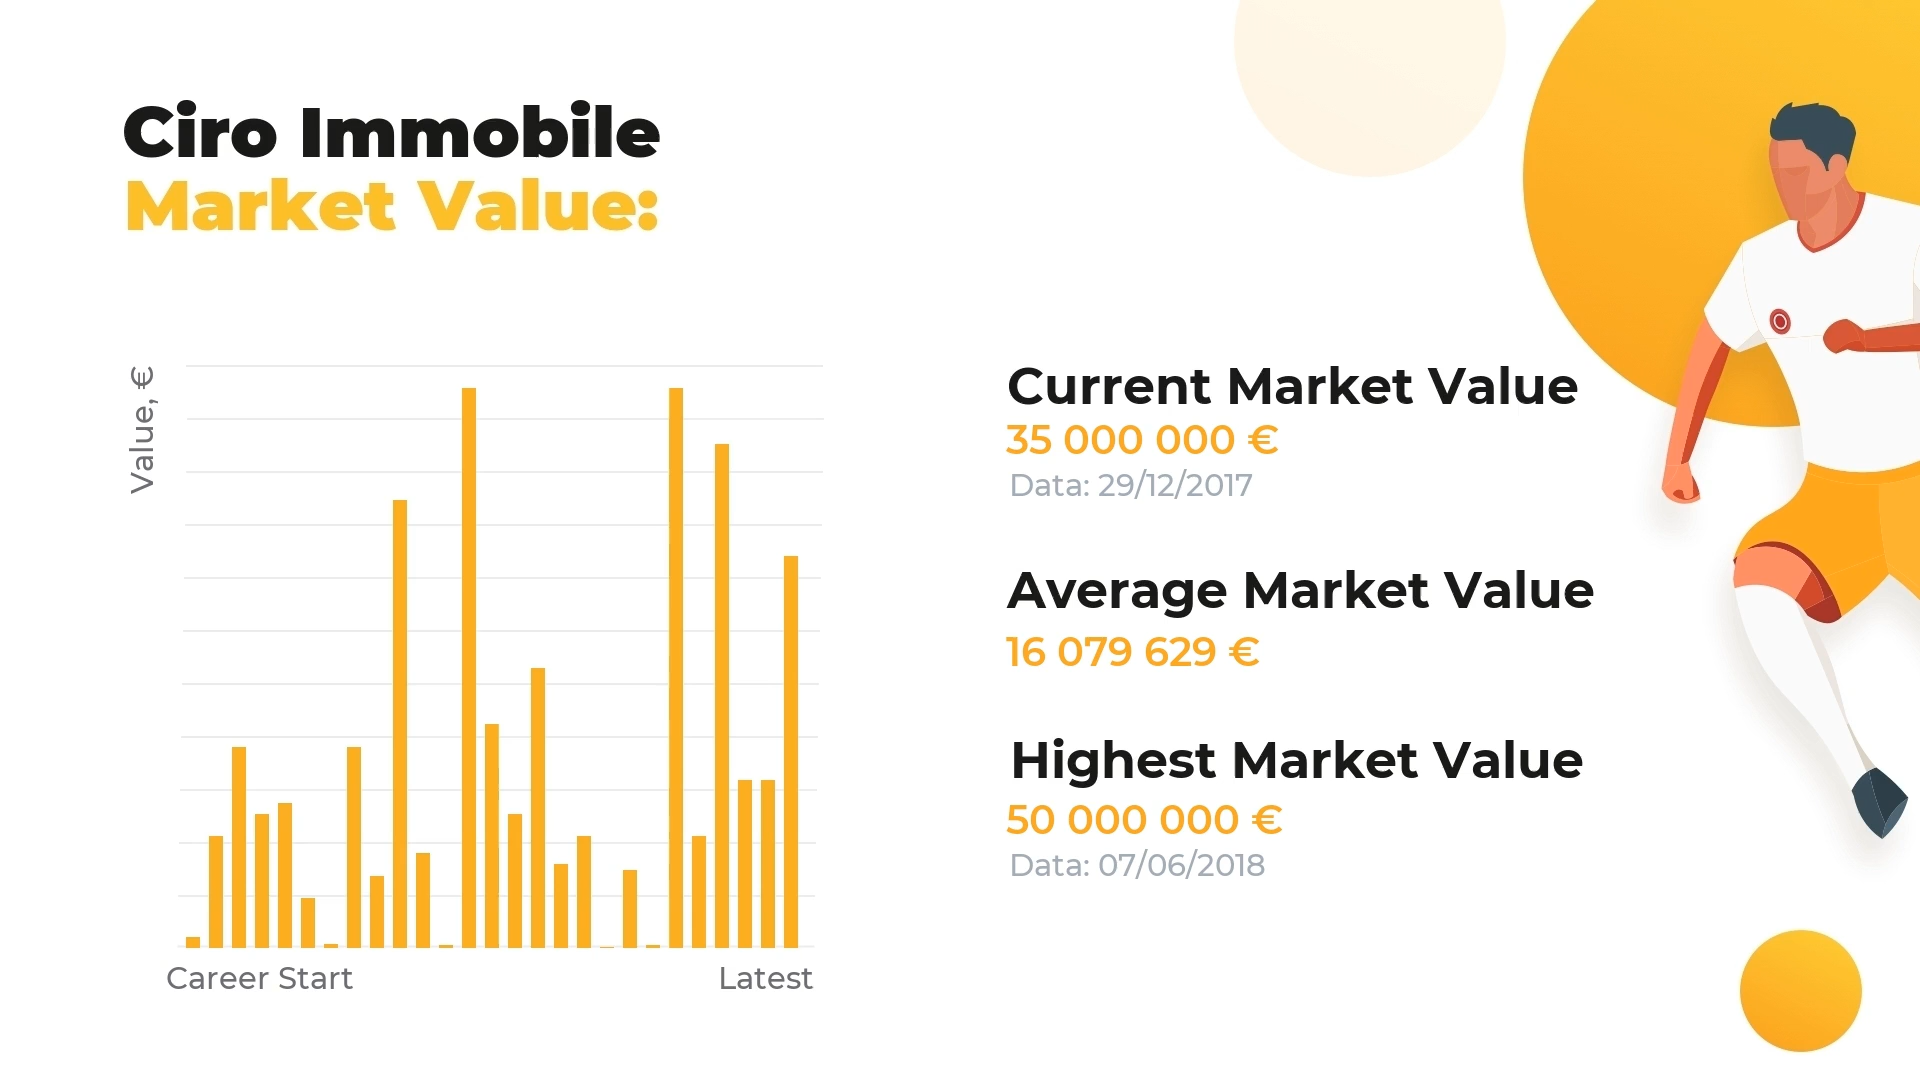 Ciro Immobile
Market Value:
Value, €
Career Start
Latest
Current Market Value
35 000 000 €
Data: 29/12/2017
Average Market Value
16 079 629 €
Highest Market Value
50 000 000 €
Data: 07/06/2018